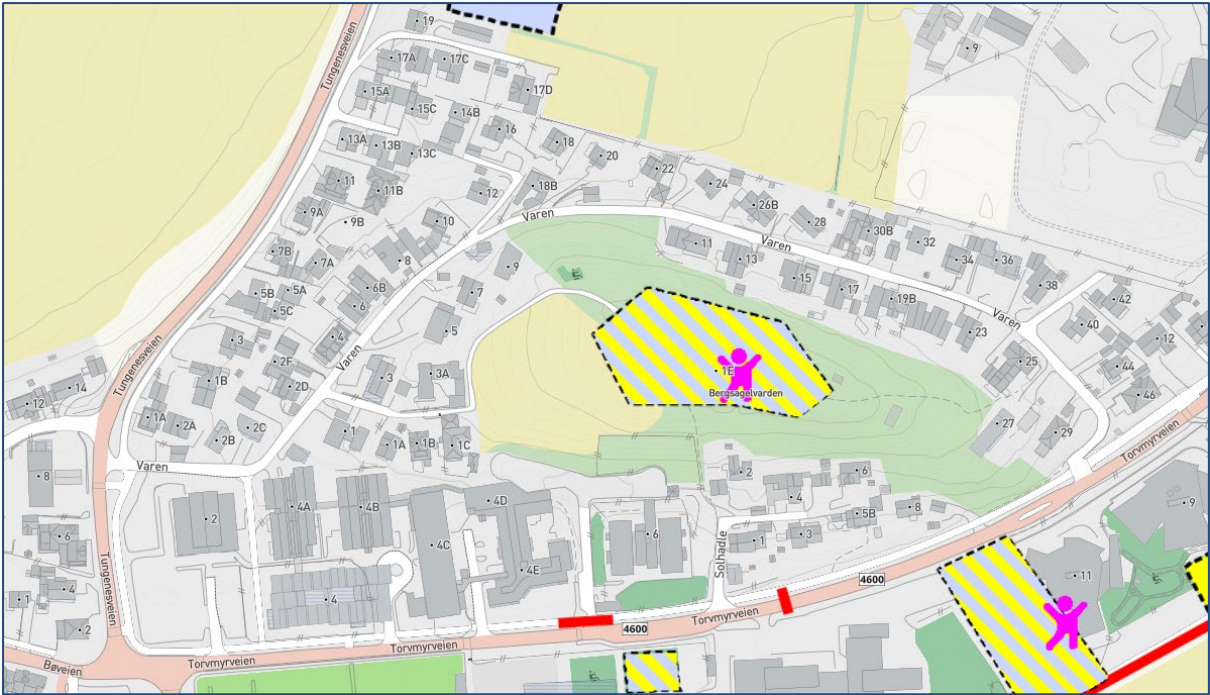 19
9
17A
17C
Tungenesveien
15A
17D
15C
14B
16
13A
18
13B
13C
20
22
11
11B
12
18B
24
26B
9A
9B
10
Varen
28
30B
32
Varen
11
7B
7A
8
13
34
36
9
5B
5A
6B
7
15
38
5C
6
17
19B
42
4
5
Varen
40
3
23
12
Tungenesveien
2F
Varen
25
44
14
1B
2D
3
3A
1E
46
12
Bergsagelvarden
1A
2A
2C
2B
1
27
29
1A
1B
1C
Torvmyrveien
Varen
8
2
6
4D
4
2
4A
4B
8
9
5B
6
4C
6
1
3
Solhadle
Tungenesveien
4E
11
4600
4
1
4
2
4600
Torvmyrveien
Torvmyrveien
Torvmyrveien
Bøveien